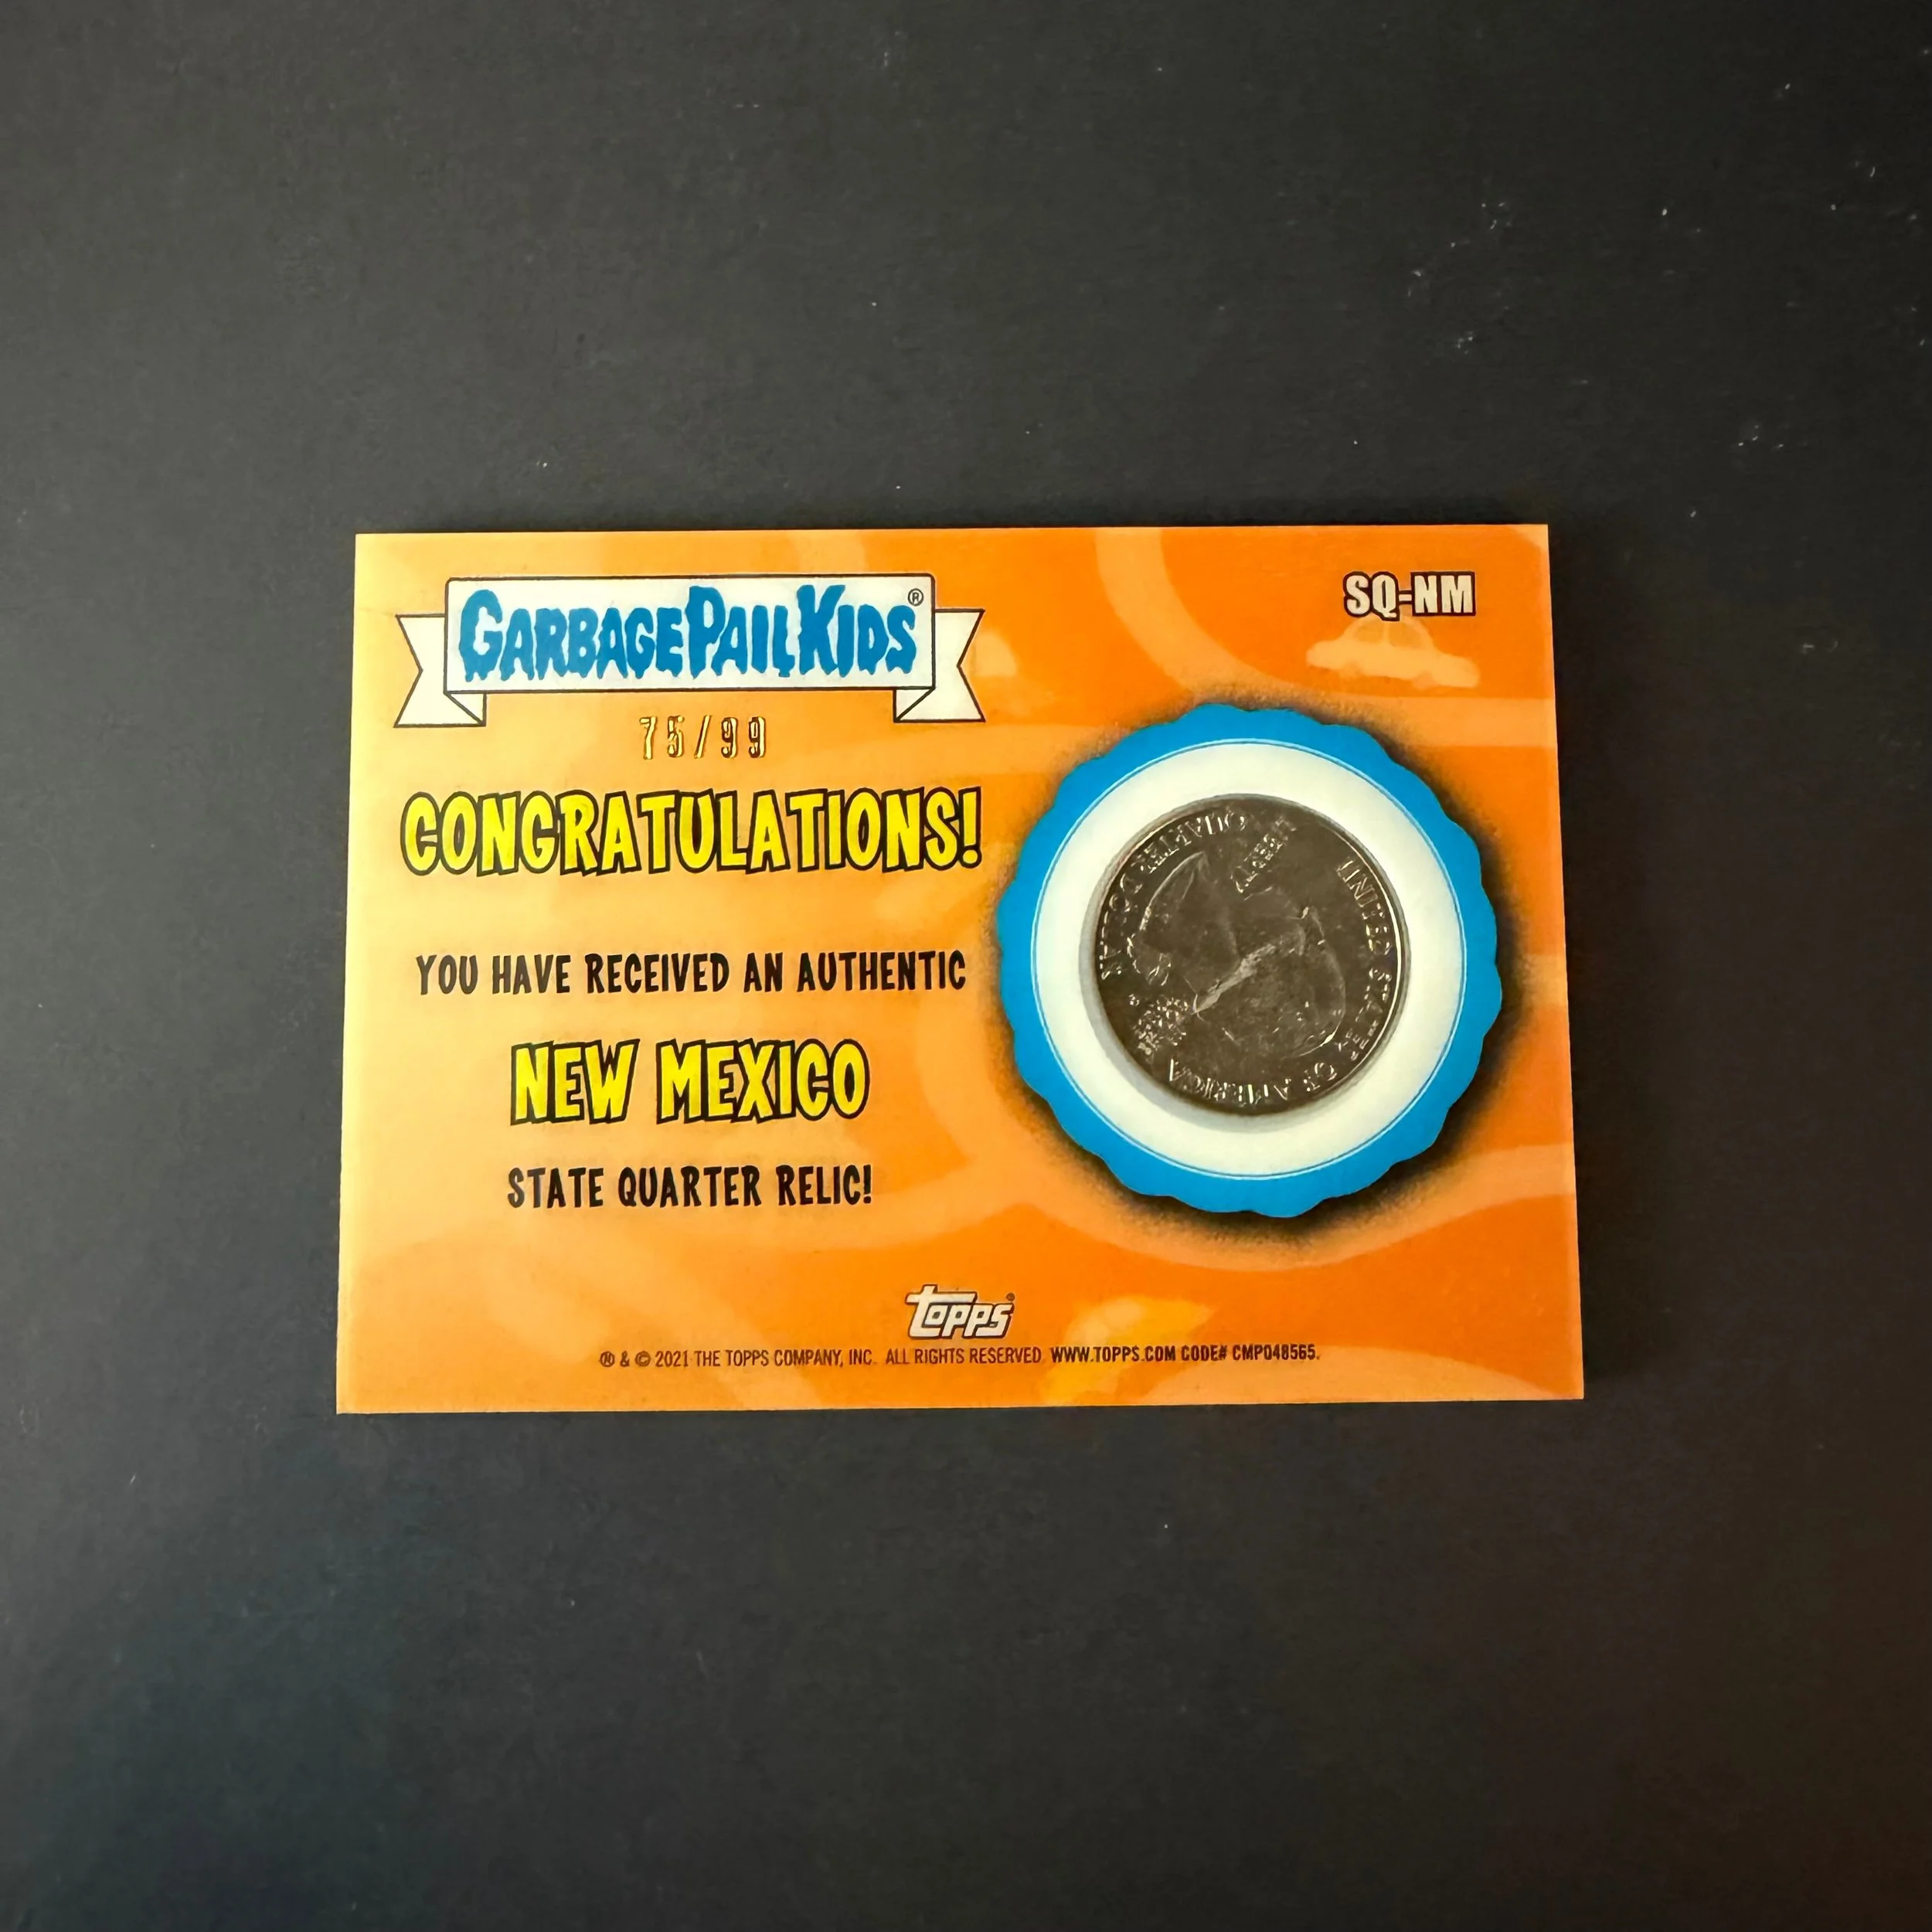 GARBAGE PAIL KIDS®
SQ-NM
75/99
CONGRATULATIONS!
YOU HAVE RECEIVED AN AUTHENTIC
NEW MEXICO
STATE QUARTER RELIC!
QUARTER DOLLAR
LIBERTY
UNITED STATES OF AMERICA
topps®
® & © 2021 THE TOPPS COMPANY, INC. ALL RIGHTS RESERVED. WWW.TOPPS.COM CODE# CMP048565.